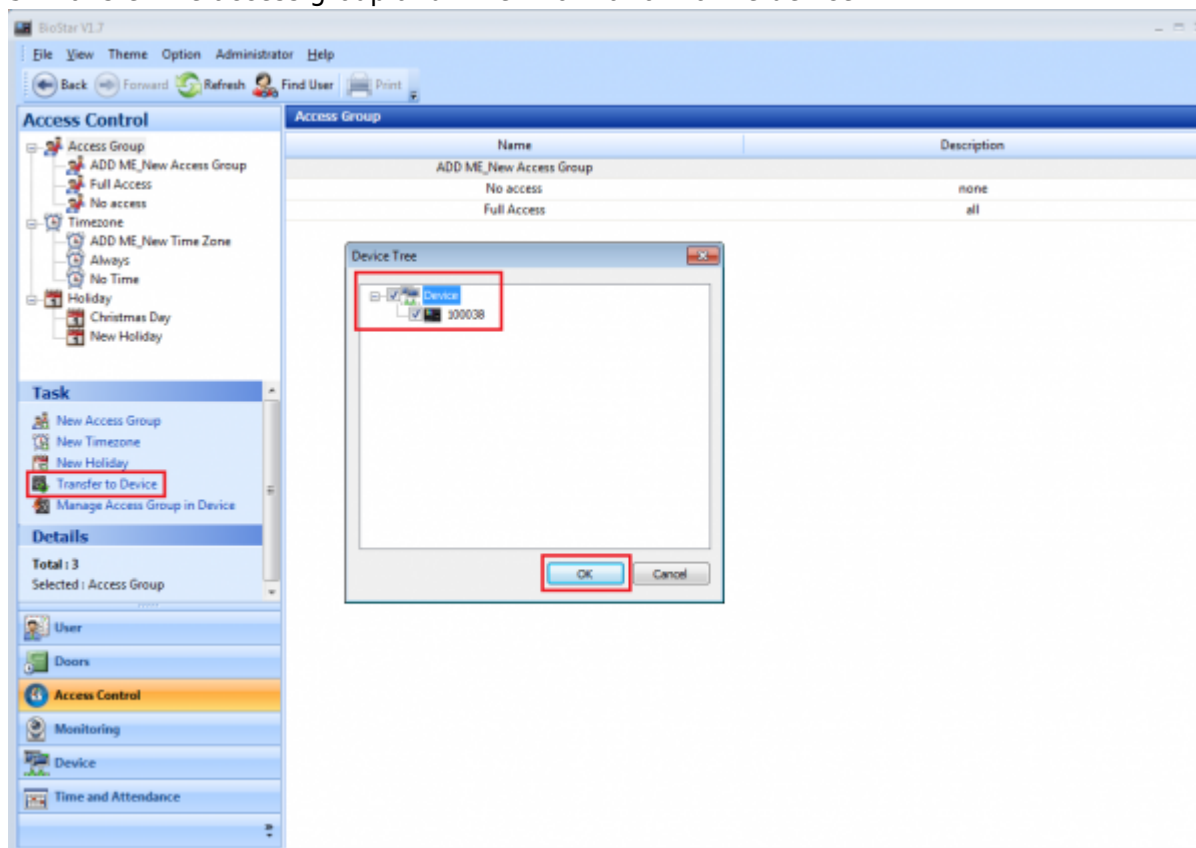 BioStar V1.7
File View Theme Option Administrator Help
Back Forward Refresh Find User Print
Access Control
Access Group
ADD ME_New Access Group
Full Access
No access
Timezone
ADD ME_New Time Zone
Always
No Time
Holiday
Christmas Day
New Holiday
Task
New Access Group
New Timezone
New Holiday
Transfer to Device
Manage Access Group in Device
Details
Total : 3
Selected : Access Group
User
Doors
Access Control
Monitoring
Device
Time and Attendance
Access Group
Name Description
ADD ME_New Access Group
No access none
Full Access all
Device Tree
Device
100038
OK Cancel